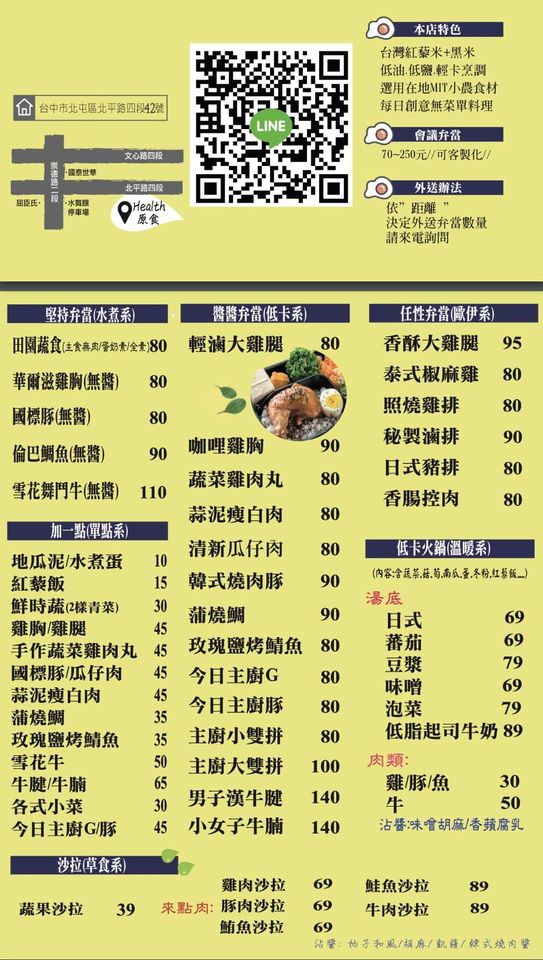 本店特色
台灣紅藜米+黑米
低油.低鹽.輕卡烹調
選用在地MIT小農食材
每日創意無菜單料理
會議弁當
70~250元//可客製化//
外送辦法
依”距離 ”
決定外送弁當數量
請來電詢問
LINE
台中市北屯區北平路四段42號
文心路四段
崇德路二段
國泰世華
北平路四段
屈臣氏
水舞饌
停車場
Health
原食
堅持弁當(水煮系)
田園蔬食(主食無肉/蛋奶素/全素)80
華爾滋雞胸(無醬) 80
國標豚(無醬) 80
倫巴鯛魚(無醬) 90
雪花舞門牛(無醬) 110
加一點(單點系)
地瓜泥/水煮蛋 10
紅藜飯 15
鮮時蔬(2樣青菜) 30
雞胸/雞腿 45
手作蔬菜雞肉丸 45
國標豚/瓜仔肉 45
蒜泥瘦白肉 45
蒲燒鯛 35
玫瑰鹽烤鯖魚 35
雪花牛 50
牛腱/牛腩 65
各式小菜 30
今日主廚G/豚 45
醬醬弁當(低卡系)
輕滷大雞腿 80
咖哩雞胸 90
蔬菜雞肉丸 80
蒜泥瘦白肉 80
清新瓜仔肉 80
韓式燒肉豚 90
蒲燒鯛 90
玫瑰鹽烤鯖魚 80
今日主廚G 80
今日主廚豚 80
主廚小雙拼 80
主廚大雙拼 100
男子漢牛腱 140
小女子牛腩 140
任性弁當(歐伊系)
香酥大雞腿 95
泰式椒麻雞 80
照燒雞排 80
秘製滷排 90
日式豬排 80
香腸控肉 80
低卡火鍋(溫暖系)
(內容:含蔬菜.菇.筍.南瓜.蛋.冬粉.紅藜飯...)
湯底
日式 69
蕃茄 69
豆漿 79
味噌 69
泡菜 79
低脂起司牛奶 89
肉類:
雞/豚/魚 30
牛 50
沾醬:味噌胡麻/香蘋腐乳
沙拉(草食系)
蔬果沙拉 39
來點肉:
雞肉沙拉 69
豚肉沙拉 69
鮪魚沙拉 69
鮭魚沙拉 89
牛肉沙拉 89
沾醬: 柚子和風/胡麻/凱薩/韓式燒肉醬